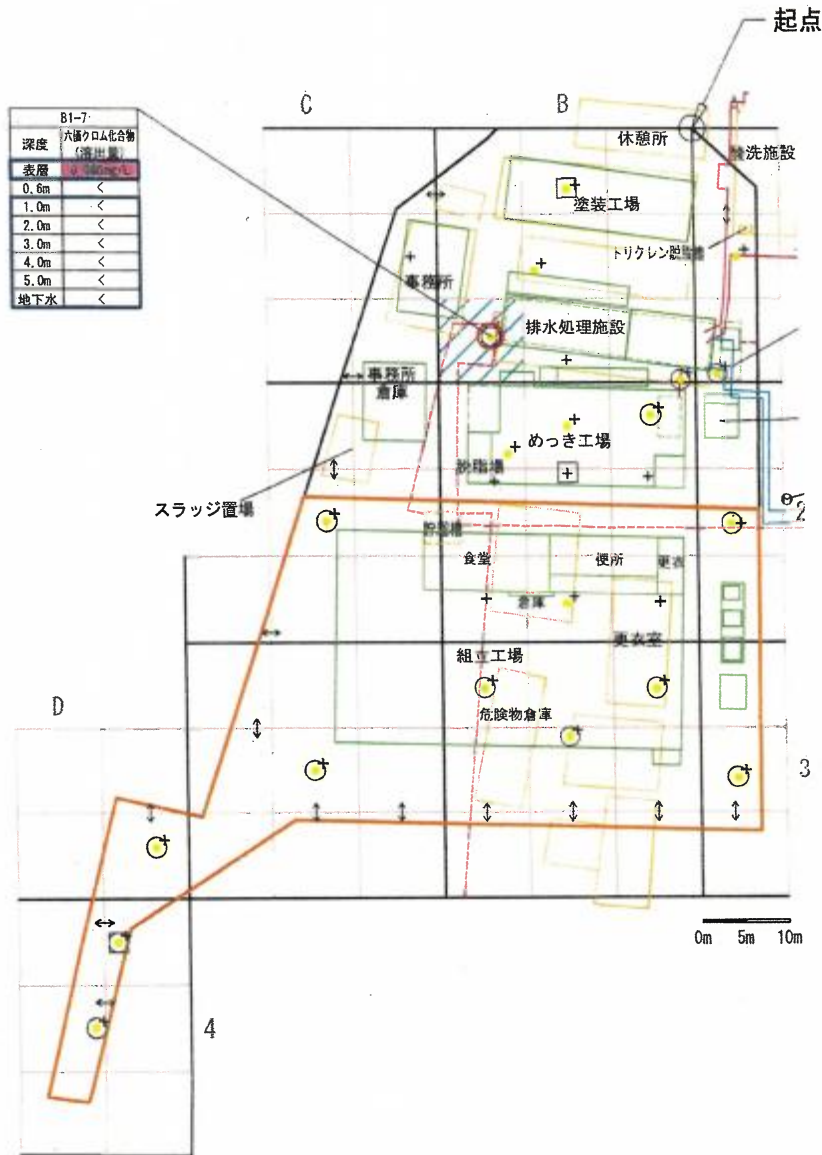 起点
C
B
B1-7
深度
六価クロム化合物
(溶出量)
表層
0.6m
<
1.0m
<
2.0m
<
3.0m
<
4.0m
<
5.0m
<
地下水
<
休憩所
酸洗施設
塗装工場
トリクレン脱脂槽
事務所
排水処理施設
事務所
倉庫
めっき工場
脱脂場
スラッジ置場
2
食堂
便所
更衣
倉庫
組立工場
更衣室
D
危険物倉庫
3
0m
5m
10m
4